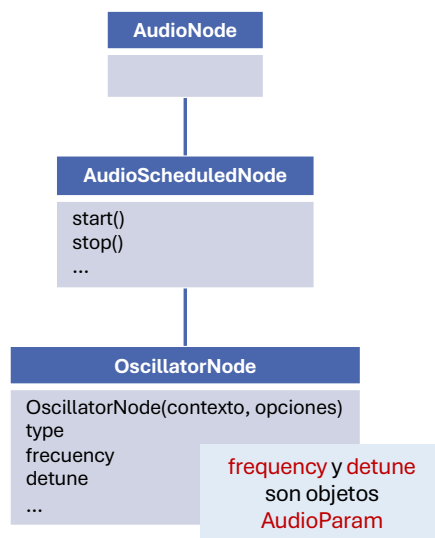 AudioNode
AudioScheduledNode
start()
stop()
...
OscillatorNode
OscillatorNode(contexto, opciones)
type
frecuency
detune
...
frequency y detune
son objetos
AudioParam